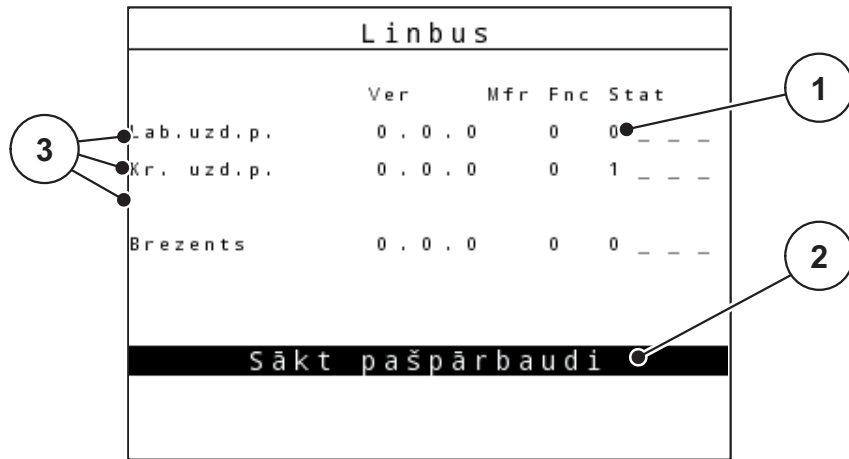 Linbus
Ver Mfr Fnc Stat
1
Lab.uzd.p. 0.0.0 0 0 _ _ _
3
Kr. uzd.p. 0.0.0 0 1 _ _ _
Brezents 0.0.0 0 0 _ _ _
2
Sākt pašpārbaudi